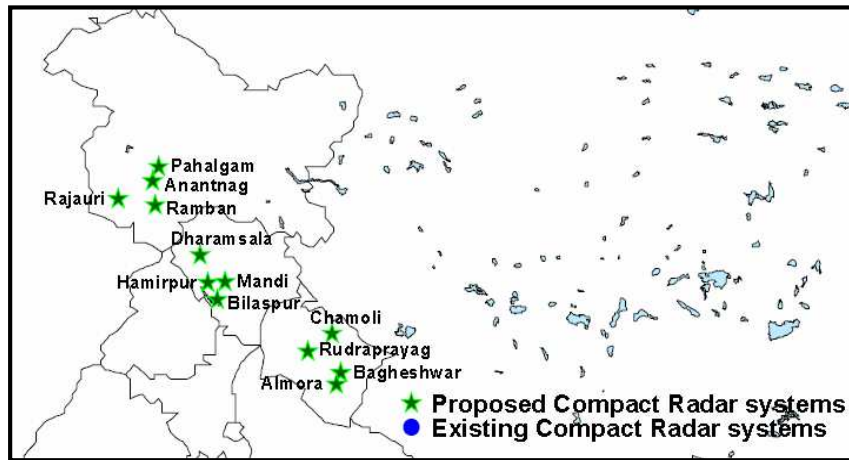 Pahalgam
Anantnag
Rajauri
Ramban
Dharamsala
Hamirpur
Mandi
Bilaspur
Chamoli
Rudraprayag
Bagheshwar
Almora
Proposed Compact Radar systems
Existing Compact Radar systems